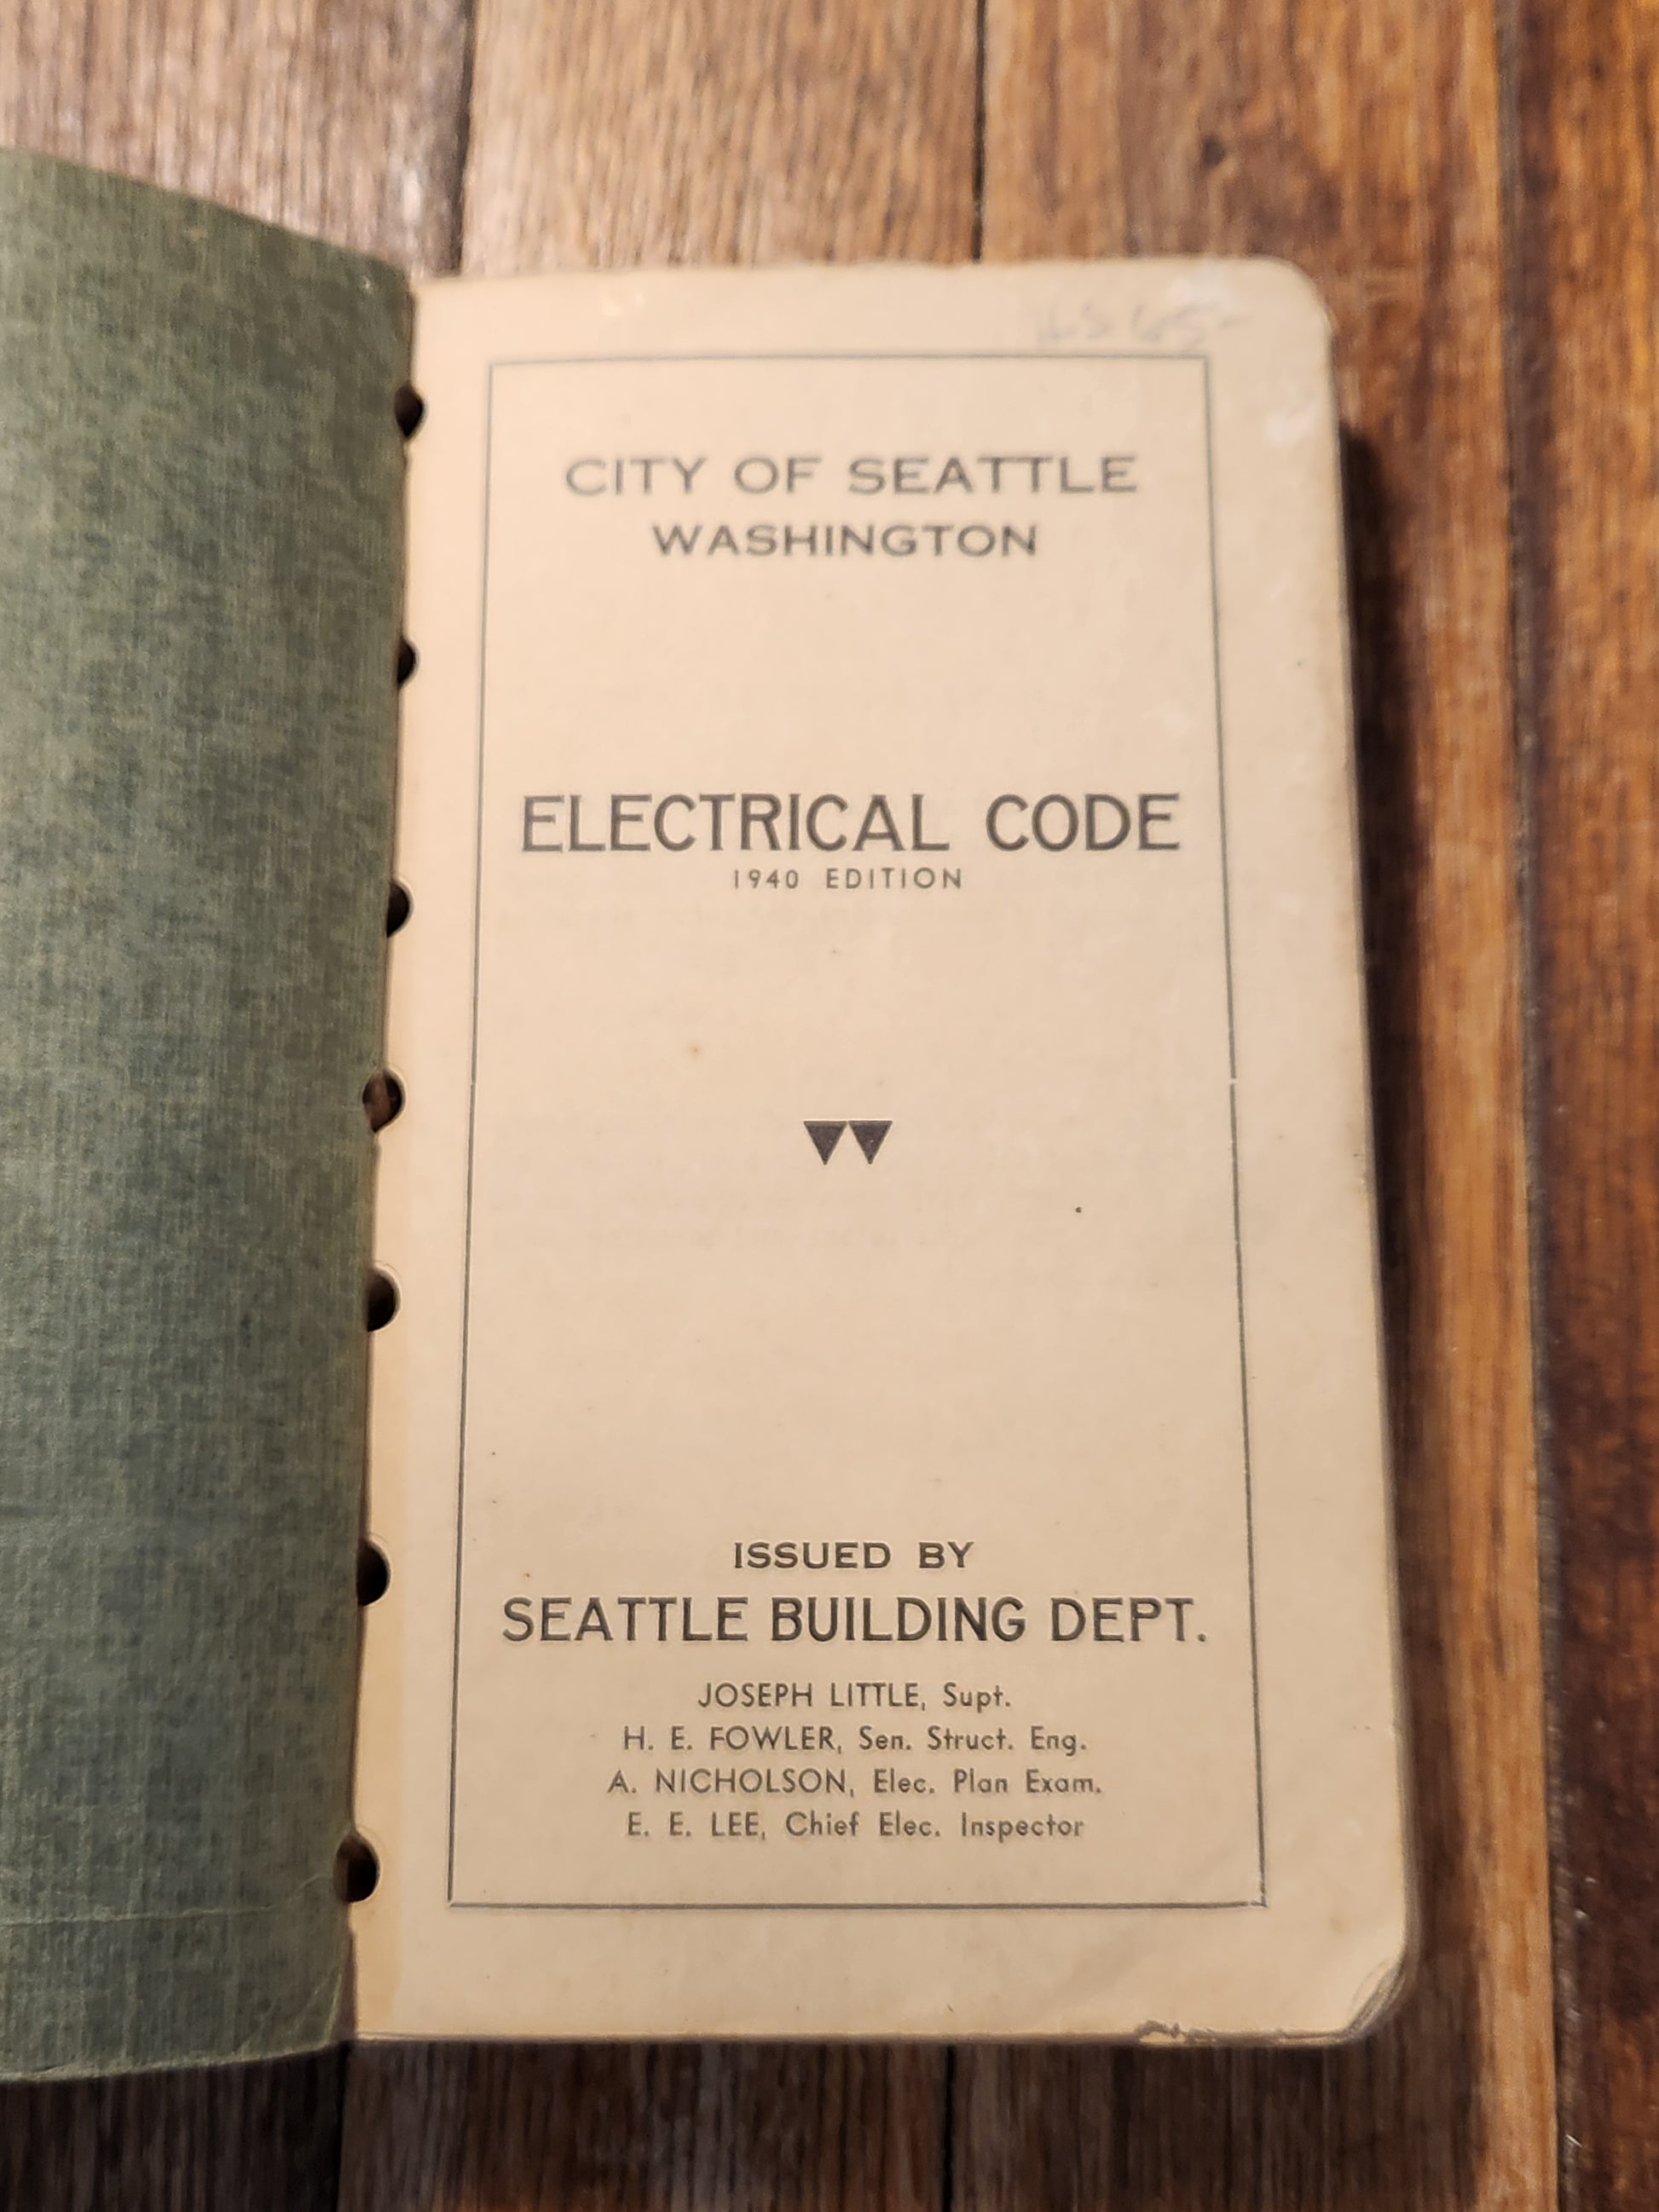 CITY OF SEATTLE
WASHINGTON
ELECTRICAL CODE
1940 EDITION
ISSUED BY
SEATTLE BUILDING DEPT.
JOSEPH LITTLE, Supt.
H. E. FOWLER, Sen. Struct. Eng.
A. NICHOLSON, Elec. Plan Exam.
E. E. LEE, Chief Elec. Inspector